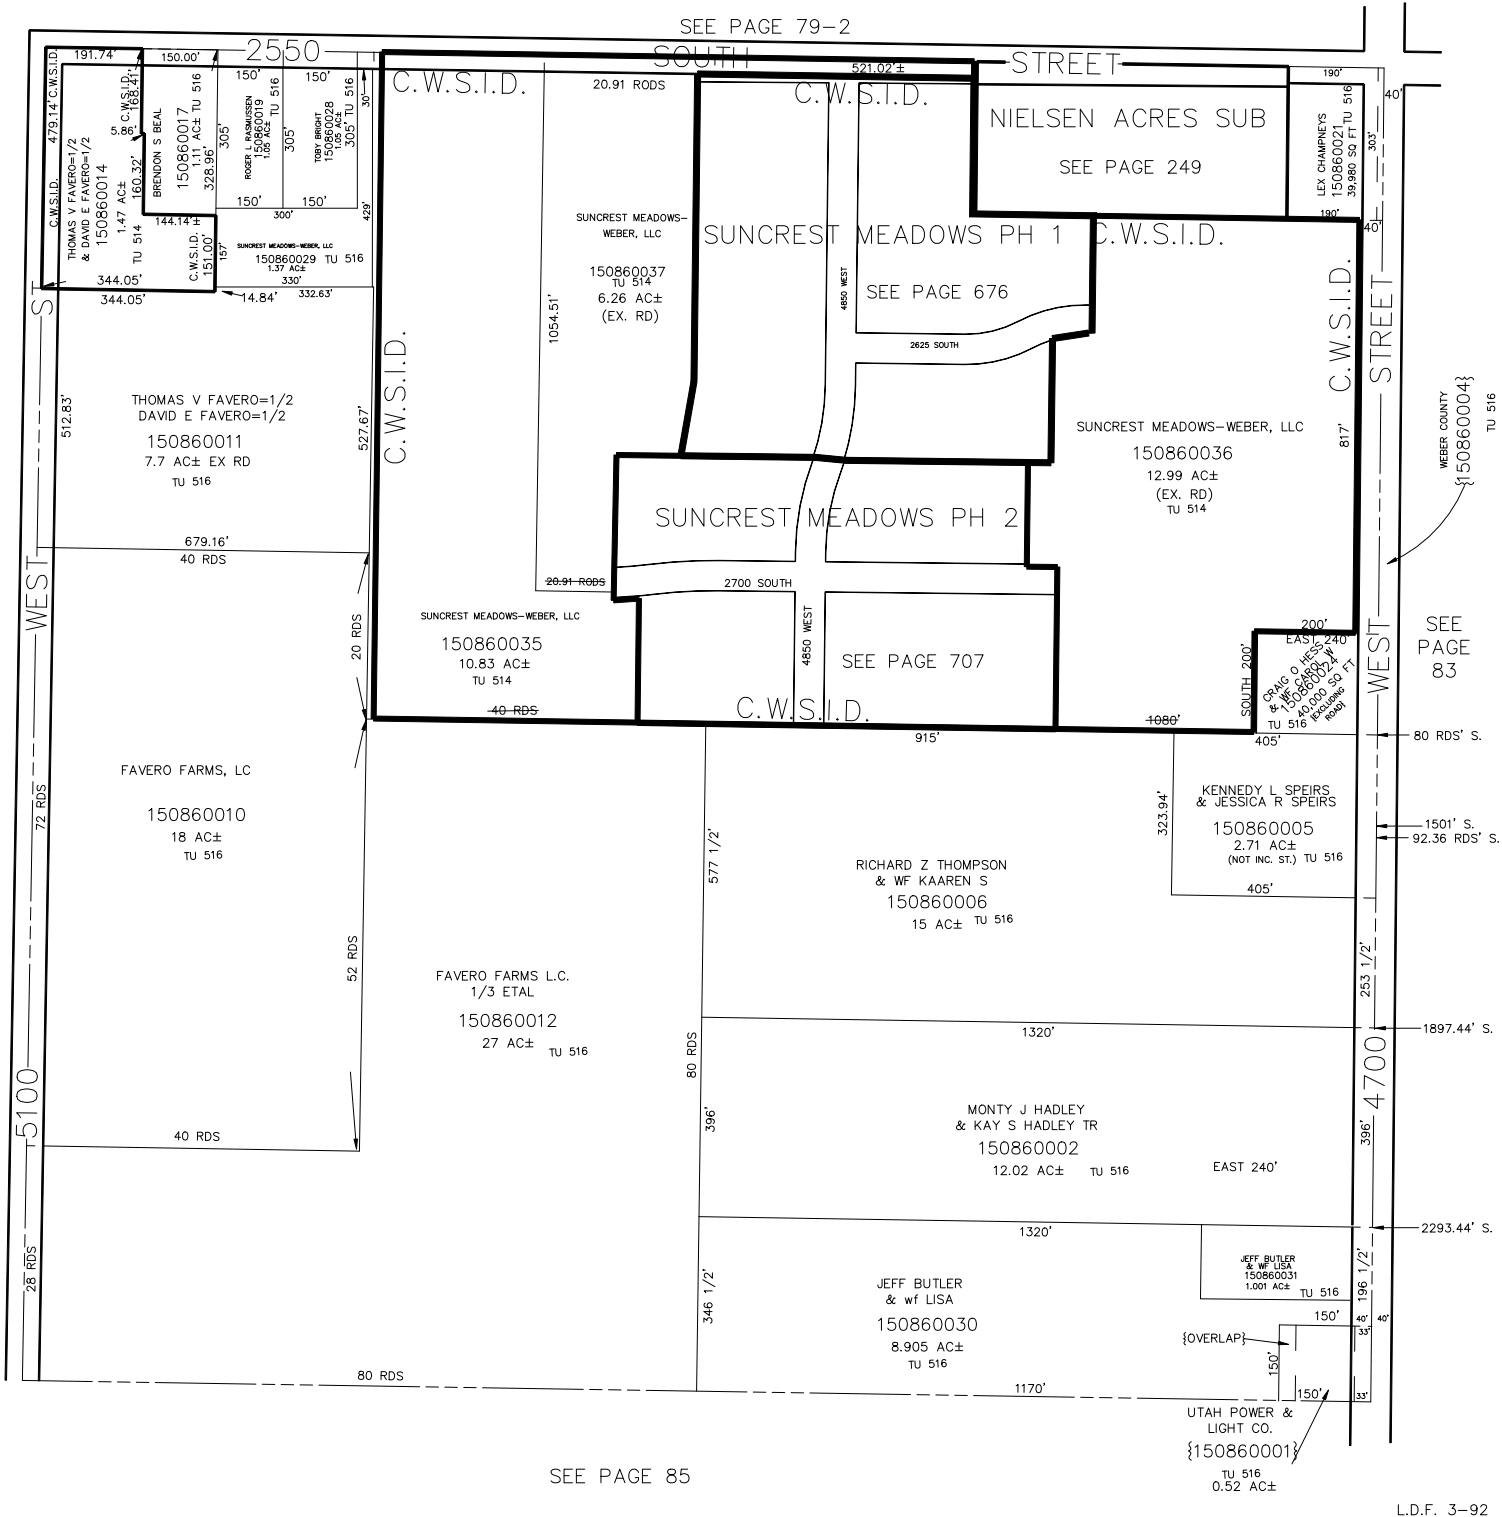 SEE PAGE 79-2
2550 SOUTH STREET
191.74'
150.00'
150'
150'
20.91 RODS
521.02'±
190'
40'
C.W.S.I.D.
C.W.S.I.D.
C.W.S.I.D.
C.W.S.I.D.
479.14'
C.W.S.I.D.
168.41'
5.86'
160.32'
THOMAS V FAVERO=1/2
& DAVID E FAVERO=1/2
150860014
1.47 AC±
TU 514
BRENDON S BEAL
150860017
1.11 AC± TU 516
328.96'
305'
ROGER L RASMUSSEN
150860019
1.05 AC± TU 516
305'
TOBY BRIGHT
150860028
1.05 AC±
305' TU 516
30'
429'
150'
150'
300'
144.14'±
C.W.S.I.D.
151.00'
157'
SUNCREST MEADOWS-WEBER, LLC
150860029 TU 516
1.37 AC±
330'
332.63'
14.84'
344.05'
344.05'
NIELSEN ACRES SUB
SEE PAGE 249
LEX CHAMPNEYS
150860021
39,980 SQ FT TU 516
303'
190'
40'
SUNCREST MEADOWS-
WEBER, LLC
150860037
TU 514
6.26 AC±
(EX. RD)
1054.51'
C.W.S.I.D.
SUNCREST MEADOWS PH 1
C.W.S.I.D.
SEE PAGE 676
4850 WEST
2625 SOUTH
C.W.S.I.D.
4700 WEST STREET
THOMAS V FAVERO=1/2
DAVID E FAVERO=1/2
150860011
7.7 AC± EX RD
TU 516
512.83'
527.67'
679.16'
40 RDS
SUNCREST MEADOWS-WEBER, LLC
150860036
12.99 AC±
(EX. RD)
TU 514
817'
WEBER COUNTY
{150860004}
TU 516
SUNCREST MEADOWS PH 2
20.91 RODS
2700 SOUTH
4850 WEST
SEE PAGE 707
C.W.S.I.D.
20 RDS
SUNCREST MEADOWS-WEBER, LLC
150860035
10.83 AC±
TU 514
40 RDS
915'
1080'
200'
EAST 240'
SOUTH 200'
CRAIG O HESS
& WF CAROL W
150860024
40,000 SQ FT
(EXCLUDING
ROAD)
TU 516
405'
SEE
PAGE
83
80 RDS' S.
5100 WEST S
72 RDS
FAVERO FARMS, LC
150860010
18 AC±
TU 516
52 RDS
40 RDS
28 RDS
577 1/2'
RICHARD Z THOMPSON
& WF KAAREN S
150860006
15 AC± TU 516
323.94'
KENNEDY L SPEIRS
& JESSICA R SPEIRS
150860005
2.71 AC±
(NOT INC. ST.) TU 516
405'
1501' S.
92.36 RDS' S.
253 1/2'
FAVERO FARMS L.C.
1/3 ETAL
150860012
27 AC± TU 516
80 RDS
1320'
1897.44' S.
396'
MONTY J HADLEY
& KAY S HADLEY TR
150860002
12.02 AC± TU 516
EAST 240'
396'
1320'
2293.44' S.
346 1/2'
JEFF BUTLER
& wf LISA
150860030
8.905 AC±
TU 516
JEFF BUTLER
& WF LISA
150860031
1.001 AC± TU 516
196 1/2'
150'
40'
40'
33'
{OVERLAP}
150'
150'
33'
80 RDS
1170'
UTAH POWER &
LIGHT CO.
{150860001}
TU 516
0.52 AC±
SEE PAGE 85
L.D.F. 3-92